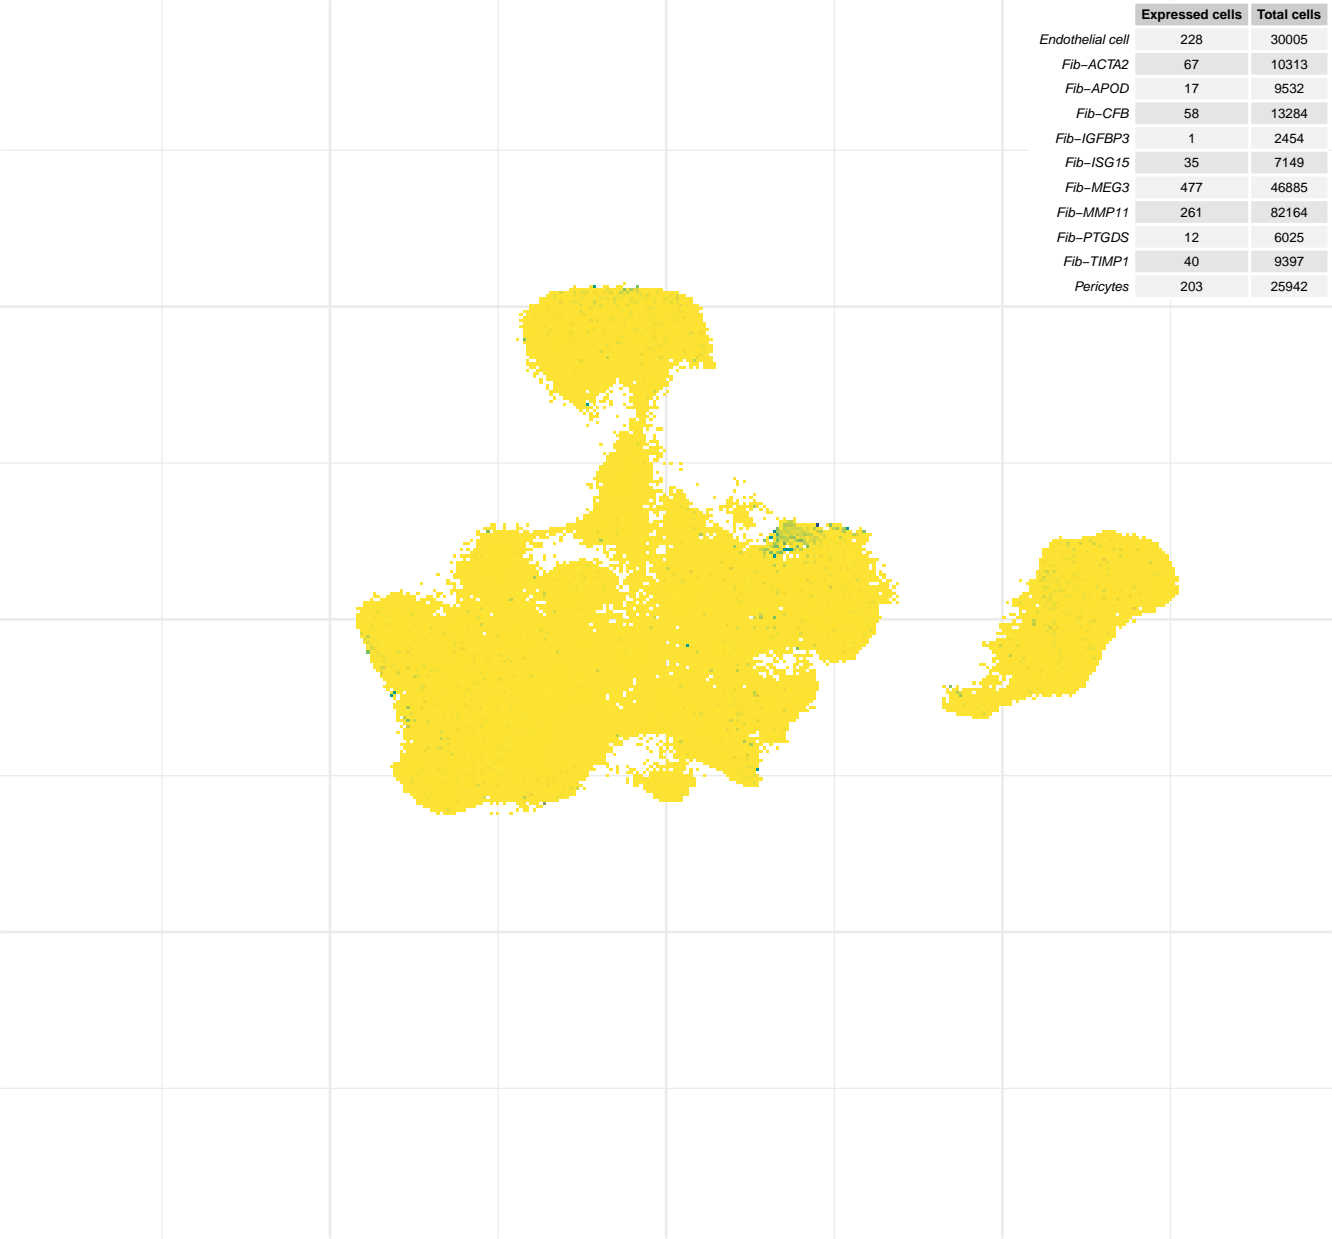 Expressed cells Total cells
Endothelial cell 228 30005
Fib−ACTA2 67 10313
Fib−APOD 17 9532
Fib−CFB 58 13284
Fib−IGFBP3 1 2454
Fib−ISG15 35 7149
Fib−MEG3 477 46885
Fib−MMP11 261 82164
Fib−PTGDS 12 6025
Fib−TIMP1 40 9397
Pericytes 203 25942